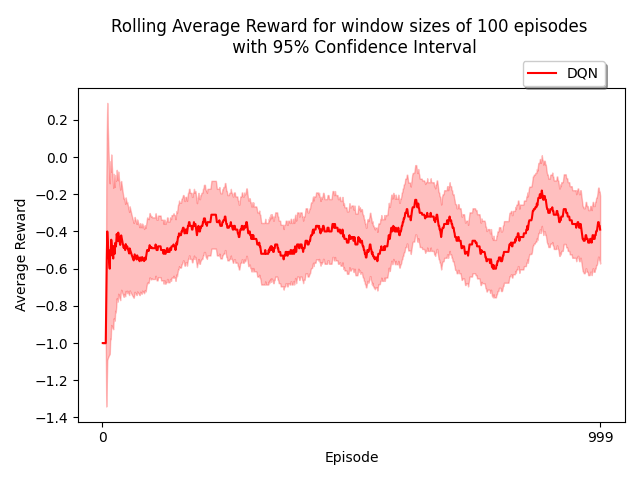 Rolling Average Reward for window sizes of 100 episodes
with 95% Confidence Interval
DQN
Average Reward
0.2
0.0
−0.2
−0.4
−0.6
−0.8
−1.0
−1.2
−1.4
0
999
Episode